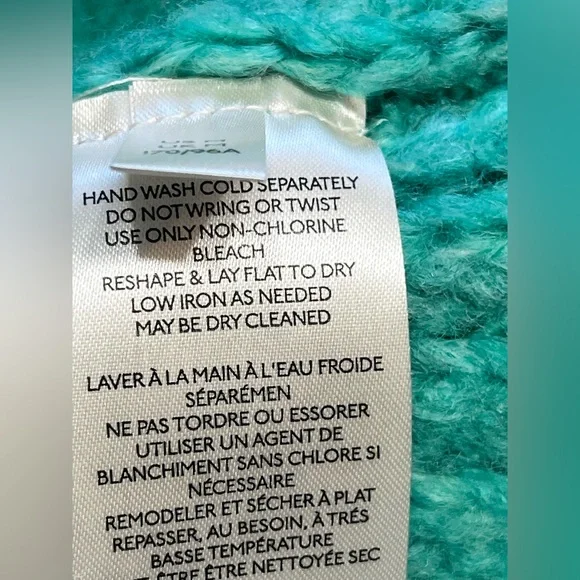 170/96A
HAND WASH COLD SEPARATELY
DO NOT WRING OR TWIST
USE ONLY NON-CHLORINE
BLEACH
RESHAPE & LAY FLAT TO DRY
LOW IRON AS NEEDED
MAY BE DRY CLEANED
LAVER À LA MAIN À L'EAU FROIDE
SÉPARÉMEN
NE PAS TORDRE OU ESSORER
UTILISER UN AGENT DE
BLANCHIMENT SANS CHLORE SI
NÉCESSAIRE
REMODELER ET SÉCHER À PLAT
REPASSER, AU BESOIN, À TRÉS
BASSE TEMPÉRATURE
ÊTRE ÊTRE NETTOYÉE SEC